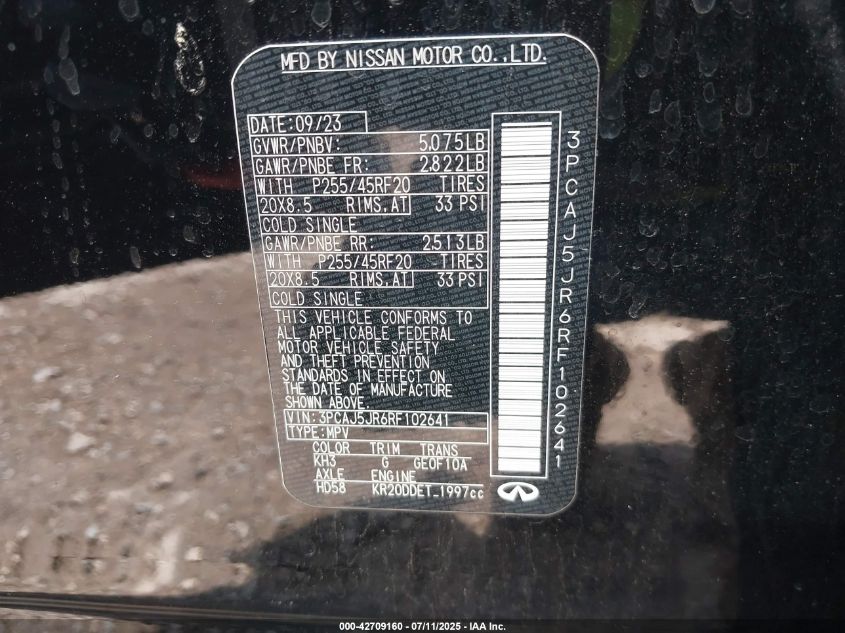 MFD BY NISSAN MOTOR CO.,LTD.
DATE:09/23
GVWR/PNBV: 5,075LB
GAWR/PNBE FR: 2,822LB
WITH P255/45RF20 TIRES
20X8.5 RIMS,AT 33 PSI
COLD SINGLE
GAWR/PNBE RR: 2,513LB
WITH P255/45RF20 TIRES
20X8.5 RIMS,AT 33 PSI
COLD SINGLE
THIS VEHICLE CONFORMS TO
ALL APPLICABLE FEDERAL
MOTOR VEHICLE SAFETY
AND THEFT PREVENTION
STANDARDS IN EFFECT ON
THE DATE OF MANUFACTURE
SHOWN ABOVE.
VIN:3PCAJ5JR6RF102641
TYPE:MPV
COLOR TRIM TRANS
KH3 G GE0F10A
AXLE ENGINE
HD58 KR20DDET_1997cc
3PCAJ5JR6RF102641
000-42709160 - 07/11/2025 - IAA Inc.